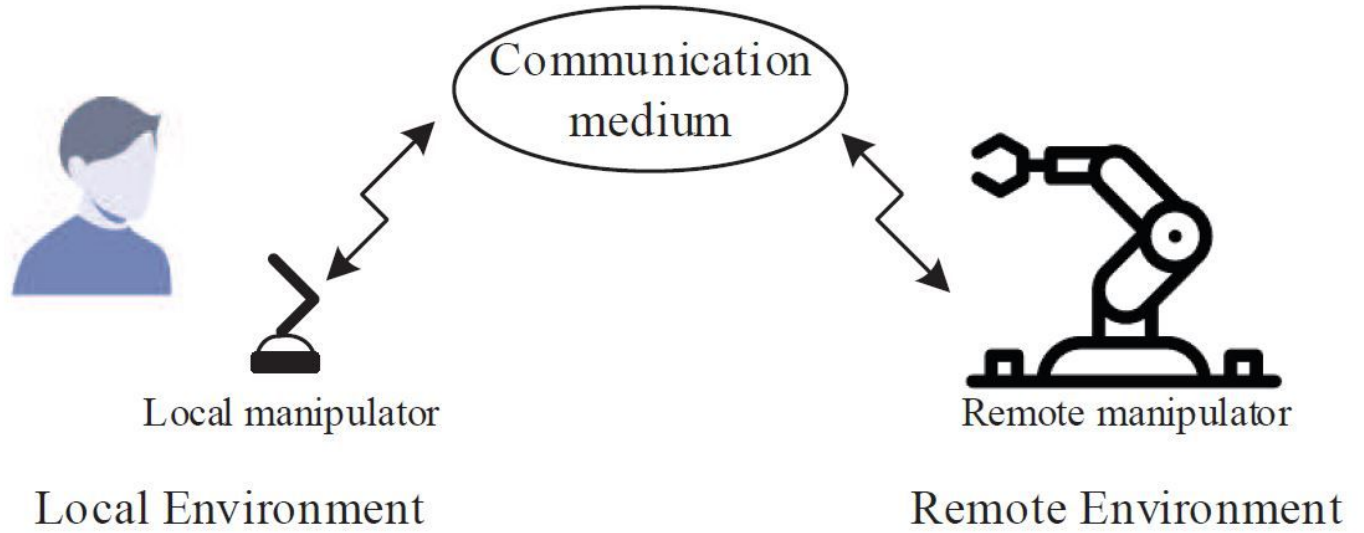 Communication
medium
Local manipulator
Remote manipulator
Local Environment
Remote Environment